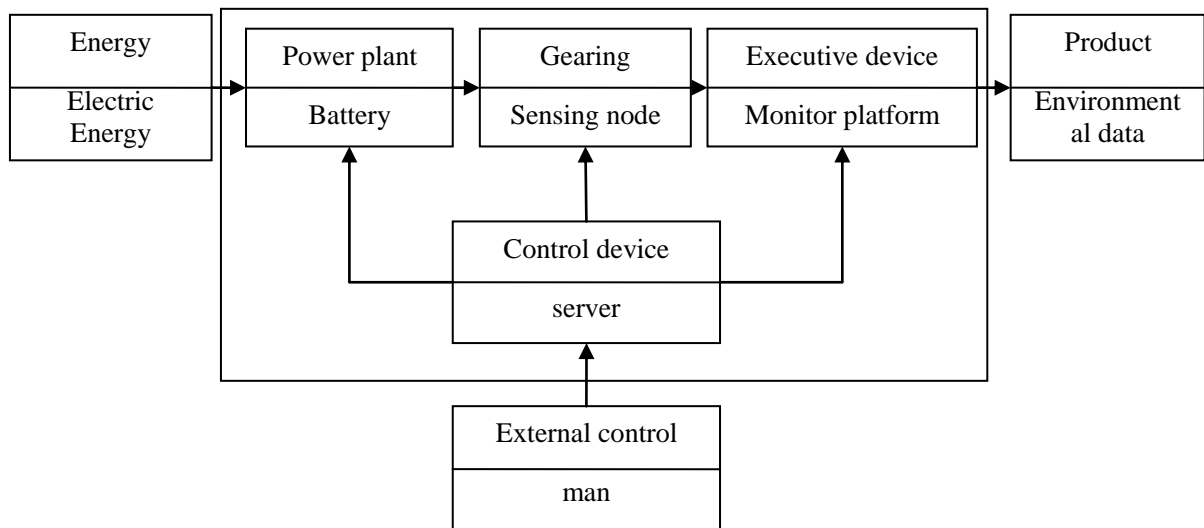 Energy
Electric
Energy
Power plant
Battery
Gearing
Sensing node
Executive device
Monitor platform
Product
Environment
al data
Control device
server
External control
man